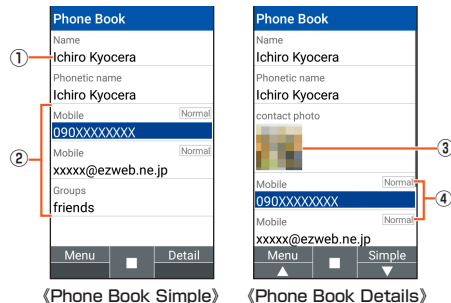 Phone Book
Name
① Ichiro Kyocera
Phonetic name
Ichiro Kyocera
Mobile Normal
② 090XXXXXXXX
Mobile Normal
xxxxx@ezweb.ne.jp
Groups
friends
Menu Detail
《Phone Book Simple》
Phone Book
Name
Ichiro Kyocera
Phonetic name
Ichiro Kyocera
contact photo
③
Mobile Normal
090XXXXXXXX ④
Mobile Normal
xxxxx@ezweb.ne.jp
Menu Simple
《Phone Book Details》